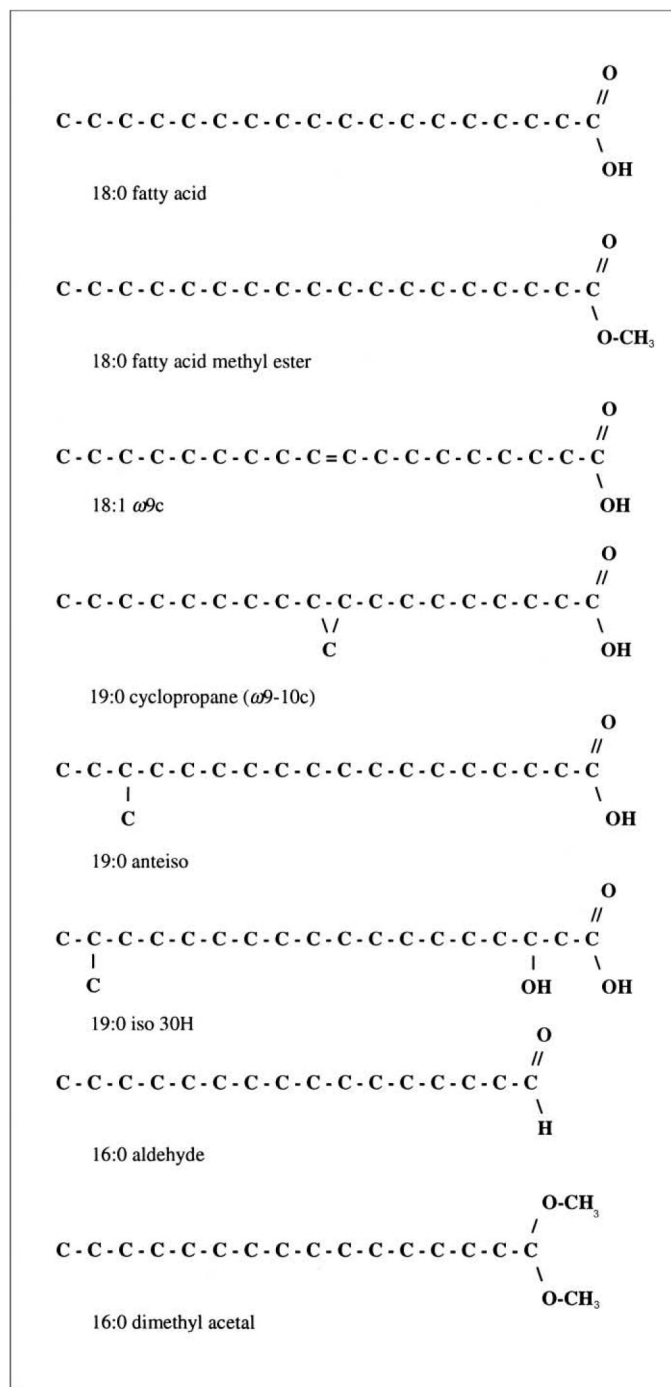 O
//
C - C - C - C - C - C - C - C - C - C - C - C - C - C - C - C - C - C
\
OH
18:0 fatty acid
O
//
C - C - C - C - C - C - C - C - C - C - C - C - C - C - C - C - C - C
\
O-CH₃
18:0 fatty acid methyl ester
O
//
C - C - C - C - C - C - C - C - C = C - C - C - C - C - C - C - C - C
\
OH
18:1 ω9c
O
//
C - C - C - C - C - C - C - C - C - C - C - C - C - C - C - C - C - C
\ / \
C OH
19:0 cyclopropane (ω9-10c)
O
//
C - C - C - C - C - C - C - C - C - C - C - C - C - C - C - C - C - C
| \
C OH
19:0 anteiso
O
//
C - C - C - C - C - C - C - C - C - C - C - C - C - C - C - C - C - C
| | \
C OH OH
19:0 iso 30H
O
//
C - C - C - C - C - C - C - C - C - C - C - C - C - C - C - C
\
H
16:0 aldehyde
O-CH₃
/
C - C - C - C - C - C - C - C - C - C - C - C - C - C - C - C
\
O-CH₃
16:0 dimethyl acetal